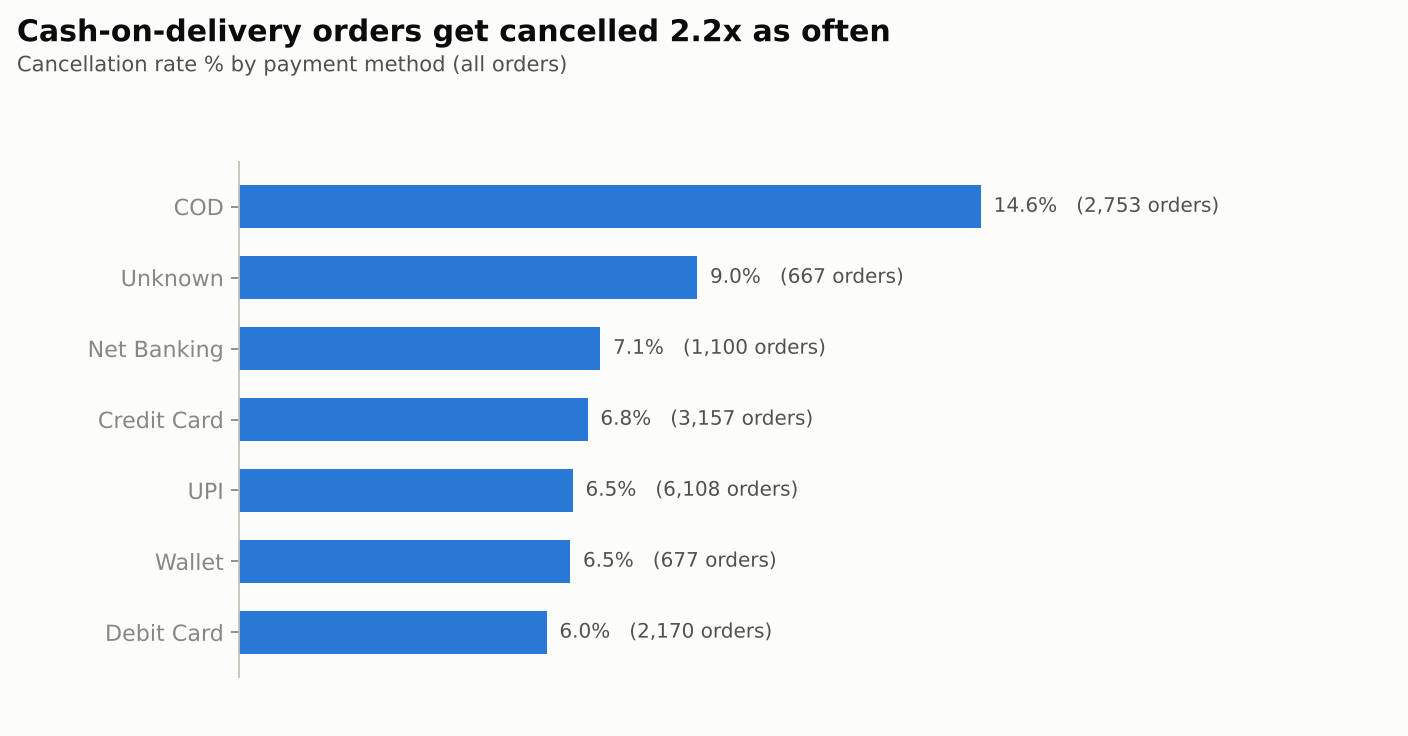 Cash-on-delivery orders get cancelled 2.2x as often
Cancellation rate % by payment method (all orders)
COD 14.6% (2,753 orders)
Unknown 9.0% (667 orders)
Net Banking 7.1% (1,100 orders)
Credit Card 6.8% (3,157 orders)
UPI 6.5% (6,108 orders)
Wallet 6.5% (677 orders)
Debit Card 6.0% (2,170 orders)